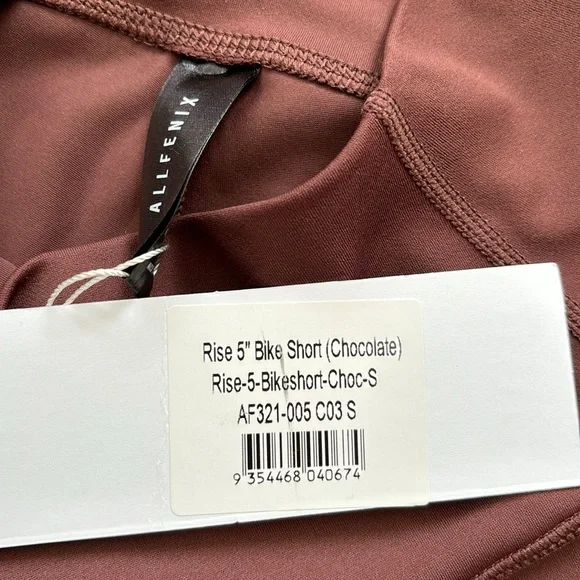 ALLFENIX
Rise 5" Bike Short (Chocolate)
Rise-5-Bikeshort-Choc-S
AF321-005 C03 S
9 354468 040674